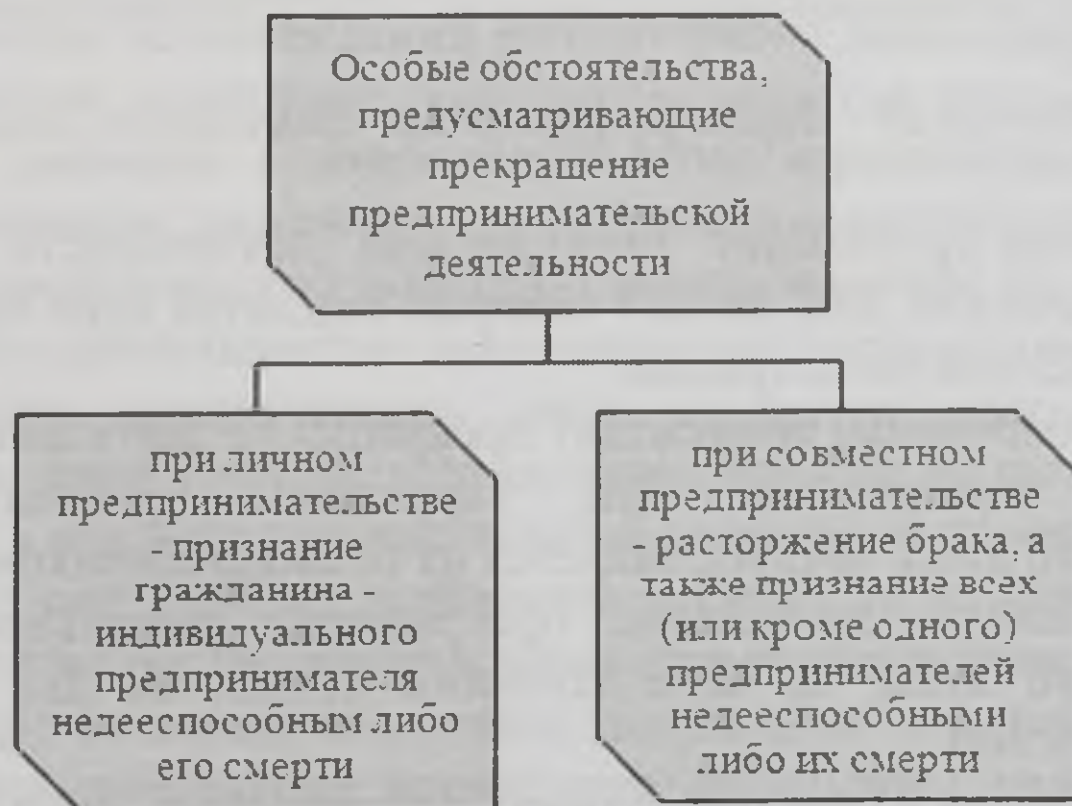 Особые обстоятельства,
предусматривающие
прекращение
предпринимательской
деятельности
при личном
предпринимательстве
- признание
гражданина -
индивидуального
предпринимателя
недееспособным либо
его смерти
при совместном
предпринимательстве
- расторжение брака, а
также признание всех
(или кроме одного)
предпринимателей
недееспособными
либо их смерти